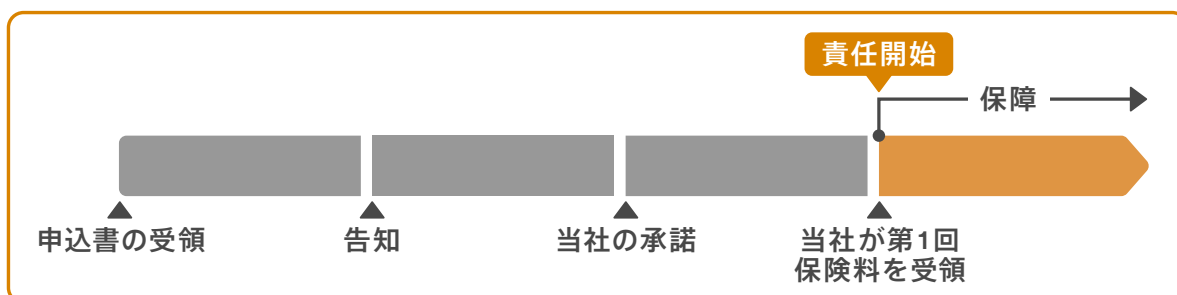 責任開始
保障
申込書の受領
告知
当社の承諾
当社が第1回
保険料を受領